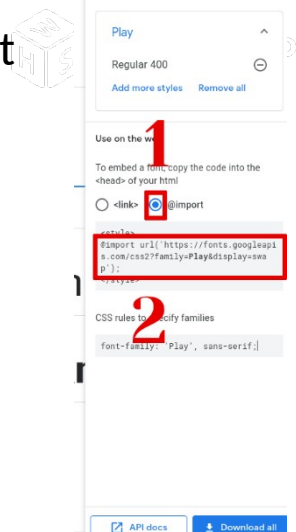 Play
Regular 400
Add more styles Remove all
Use on the we
1
To embed a font, copy the code into the
<head> of your html
<link> @import
<style>
@import url('https://fonts.googleapi
s.com/css2?family=Play&display=swa
p');
</style>
2
CSS rules to specify families
font-family: 'Play', sans-serif;
API docs Download all